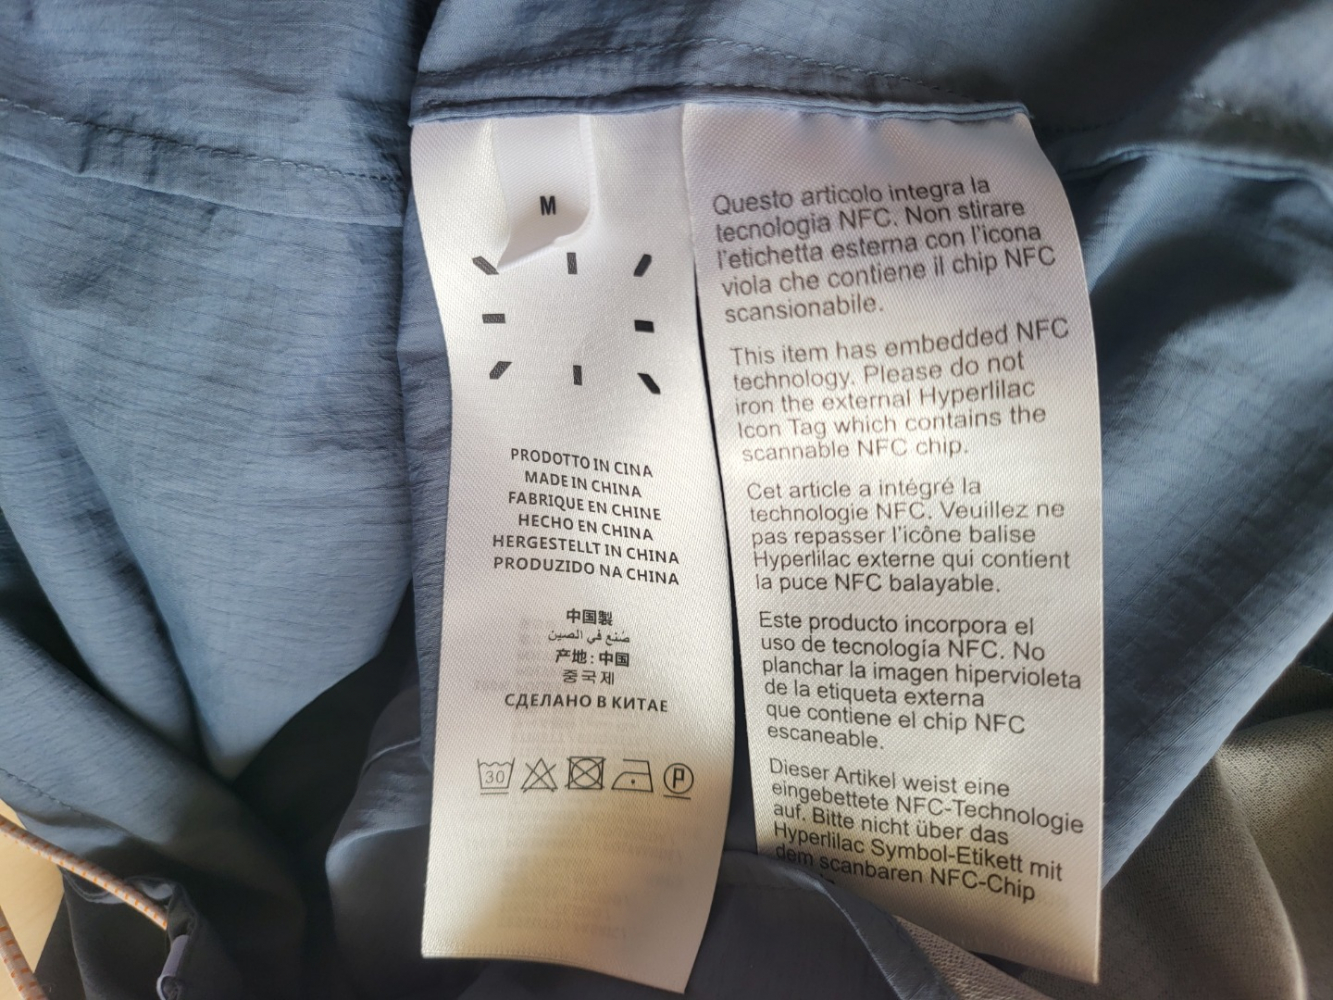 M
PRODOTTO IN CINA
MADE IN CHINA
FABRIQUE EN CHINE
HECHO EN CHINA
HERGESTELLT IN CHINA
PRODUZIDO NA CHINA
中国製
صنع في الصين
产地: 中国
중국제
СДЕЛАНО В КИТАЕ
30
P
Questo articolo integra la
tecnologia NFC. Non stirare
l'etichetta esterna con l'icona
viola che contiene il chip NFC
scansionabile.
This item has embedded NFC
technology. Please do not
iron the external Hyperlilac
Icon Tag which contains the
scannable NFC chip.
Cet article a intégré la
technologie NFC. Veuillez ne
pas repasser l'icône balise
Hyperlilac externe qui contient
la puce NFC balayable.
Este producto incorpora el
uso de tecnología NFC. No
planchar la imagen hipervioleta
de la etiqueta externa
que contiene el chip NFC
escaneable.
Dieser Artikel weist eine
eingebettete NFC-Technologie
auf. Bitte nicht über das
Hyperlilac Symbol-Etikett mit
dem scanbaren NFC-Chip